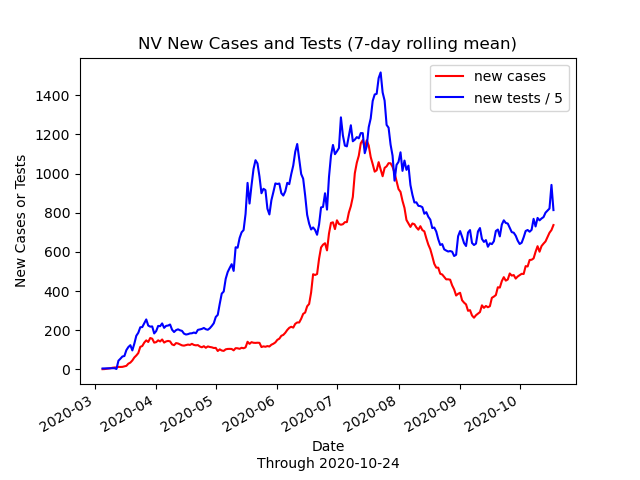 NV New Cases and Tests (7-day rolling mean)
new cases
new tests / 5
New Cases or Tests
1400
1200
1000
800
600
400
200
0
2020-03
2020-04
2020-05
2020-06
2020-07
2020-08
2020-09
2020-10
Date
Through 2020-10-24